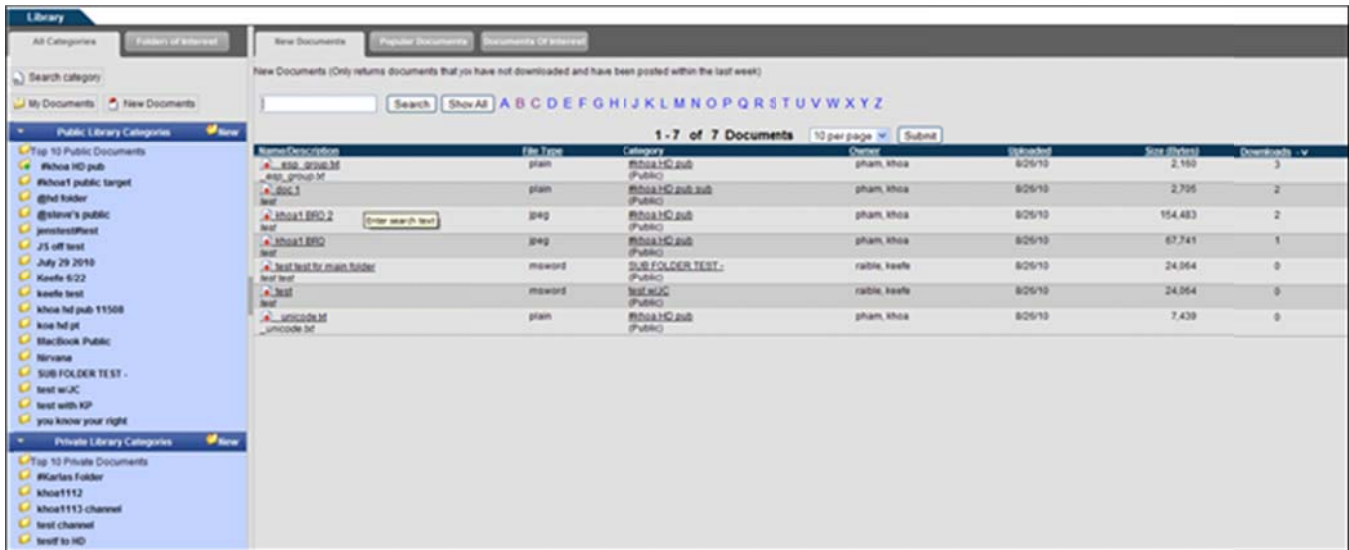 Library
All Categories
Folders of Interest
New Documents
Popular Documents
Documents Of Interest
Search category
New Documents (Only returns documents that you have not downloaded and have been posted within the last week)
My Documents
New Docments
Search Show All A B C D E F G H I J K L M N O P Q R S T U V W X Y Z
1 - 7 of 7 Documents 10 per page Submit
Public Library Categories New
Top 10 Public Documents
#khoa HD pub
#khoa1 public target
@hd folder
@steve's public
jenstest#test
JS off test
July 29 2010
Keefe 6/22
keefe test
khoa hd pub 11508
koa hd pt
MacBook Public
Nirvana
SUB FOLDER TEST -
test w/JC
test with KP
you know your right
Private Library Categories New
Top 10 Private Documents
#Karlas Folder
khoa1112
khoa1113 channel
test channel
testf to HD
Name/Description File Type Category Owner Uploaded Size (Bytes) Downloads - v
_esp_group.txt plain #khoa HD pub pham, khoa 8/26/10 2,160 3
_esp_group.txt (Public)
doc 1 plain #khoa HD pub sub pham, khoa 8/26/10 2,705 2
test (Public)
khoa1 BRO 2 jpeg #khoa HD pub pham, khoa 8/26/10 154,483 2
test (Public)
Enter search text
khoa1 BRO jpeg #khoa HD pub pham, khoa 8/26/10 67,741 1
test (Public)
test test for main folder msword SUB FOLDER TEST - raible, keefe 8/26/10 24,064 0
test test (Public)
test msword test w/JC raible, keefe 8/26/10 24,064 0
test (Public)
_unicode.txt plain #khoa HD pub pham, khoa 8/26/10 7,439 0
_unicode.txt (Public)